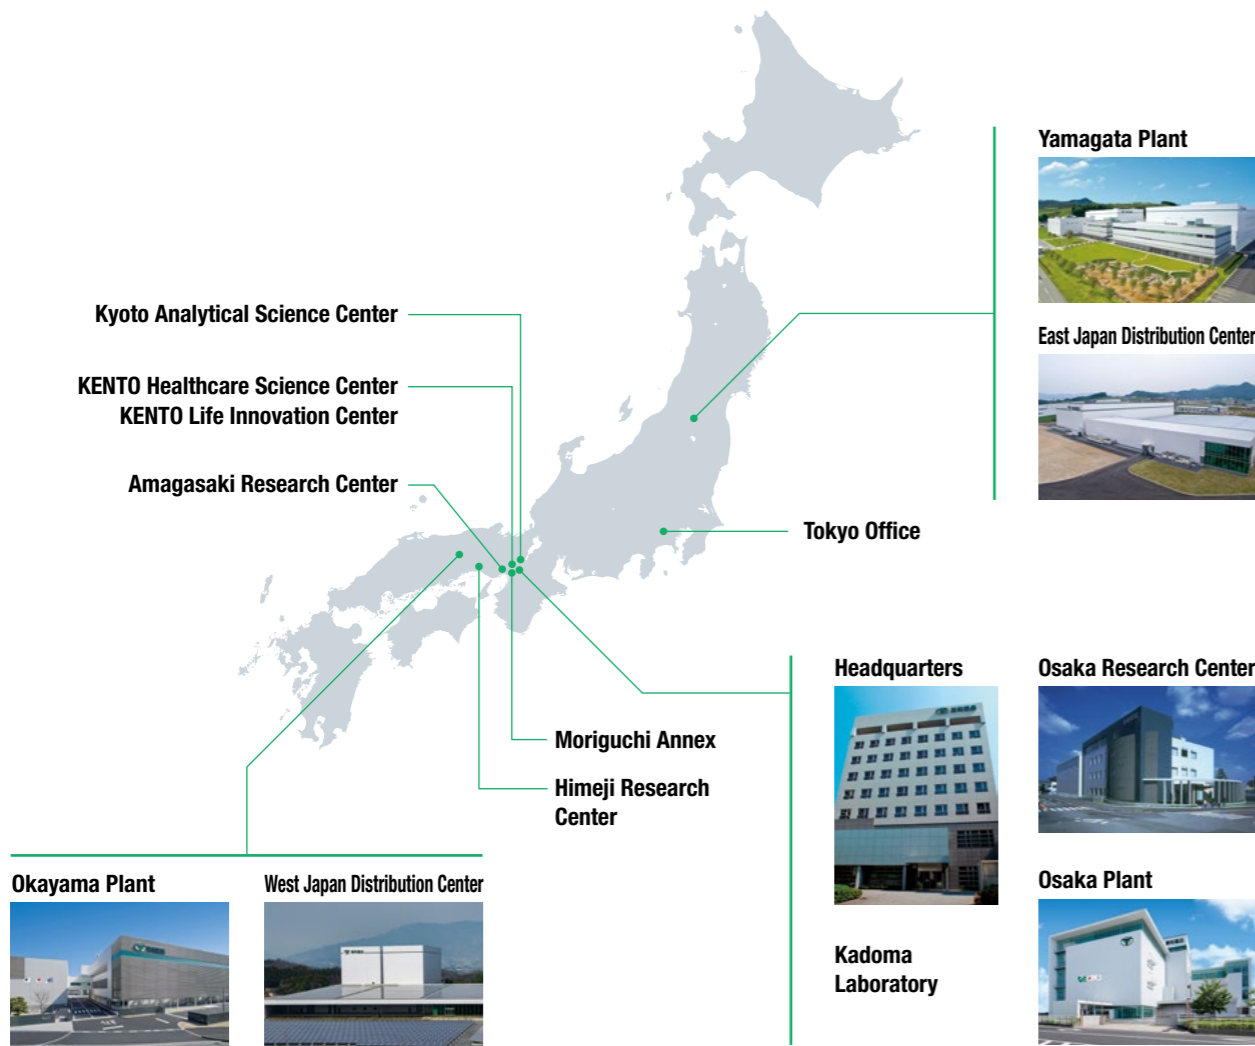 Yamagata Plant
East Japan Distribution Center
Kyoto Analytical Science Center
KENTO Healthcare Science Center
KENTO Life Innovation Center
Amagasaki Research Center
Tokyo Office
Moriguchi Annex
Himeji Research
Center
Headquarters
Osaka Research Center
Kadoma
Laboratory
Osaka Plant
Okayama Plant
West Japan Distribution Center